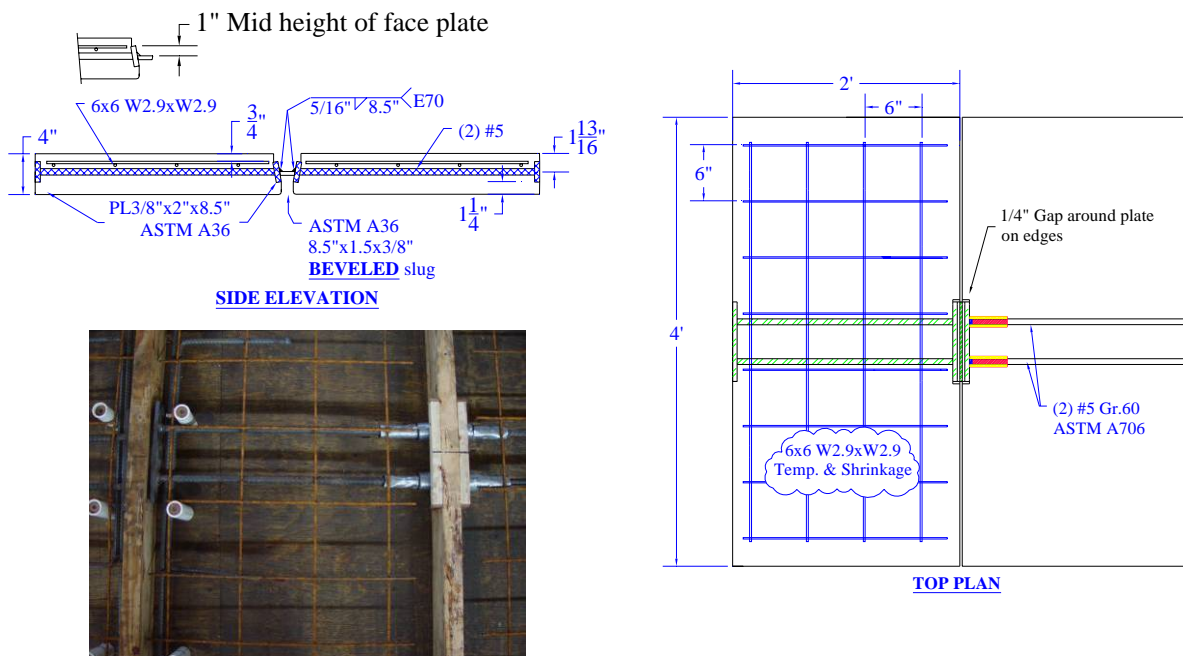 1" Mid height of face plate
6x6 W2.9xW2.9
3/4"
5/16" 8.5" E70
(2) #5
4"
1 13/16"
PL3/8"x2"x8.5"
ASTM A36
1 1/4"
ASTM A36
8.5"x1.5x3/8"
BEVELED slug
SIDE ELEVATION
2'
6"
6"
1/4" Gap around plate
on edges
4'
(2) #5 Gr.60
ASTM A706
6x6 W2.9xW2.9
Temp. & Shrinkage
TOP PLAN